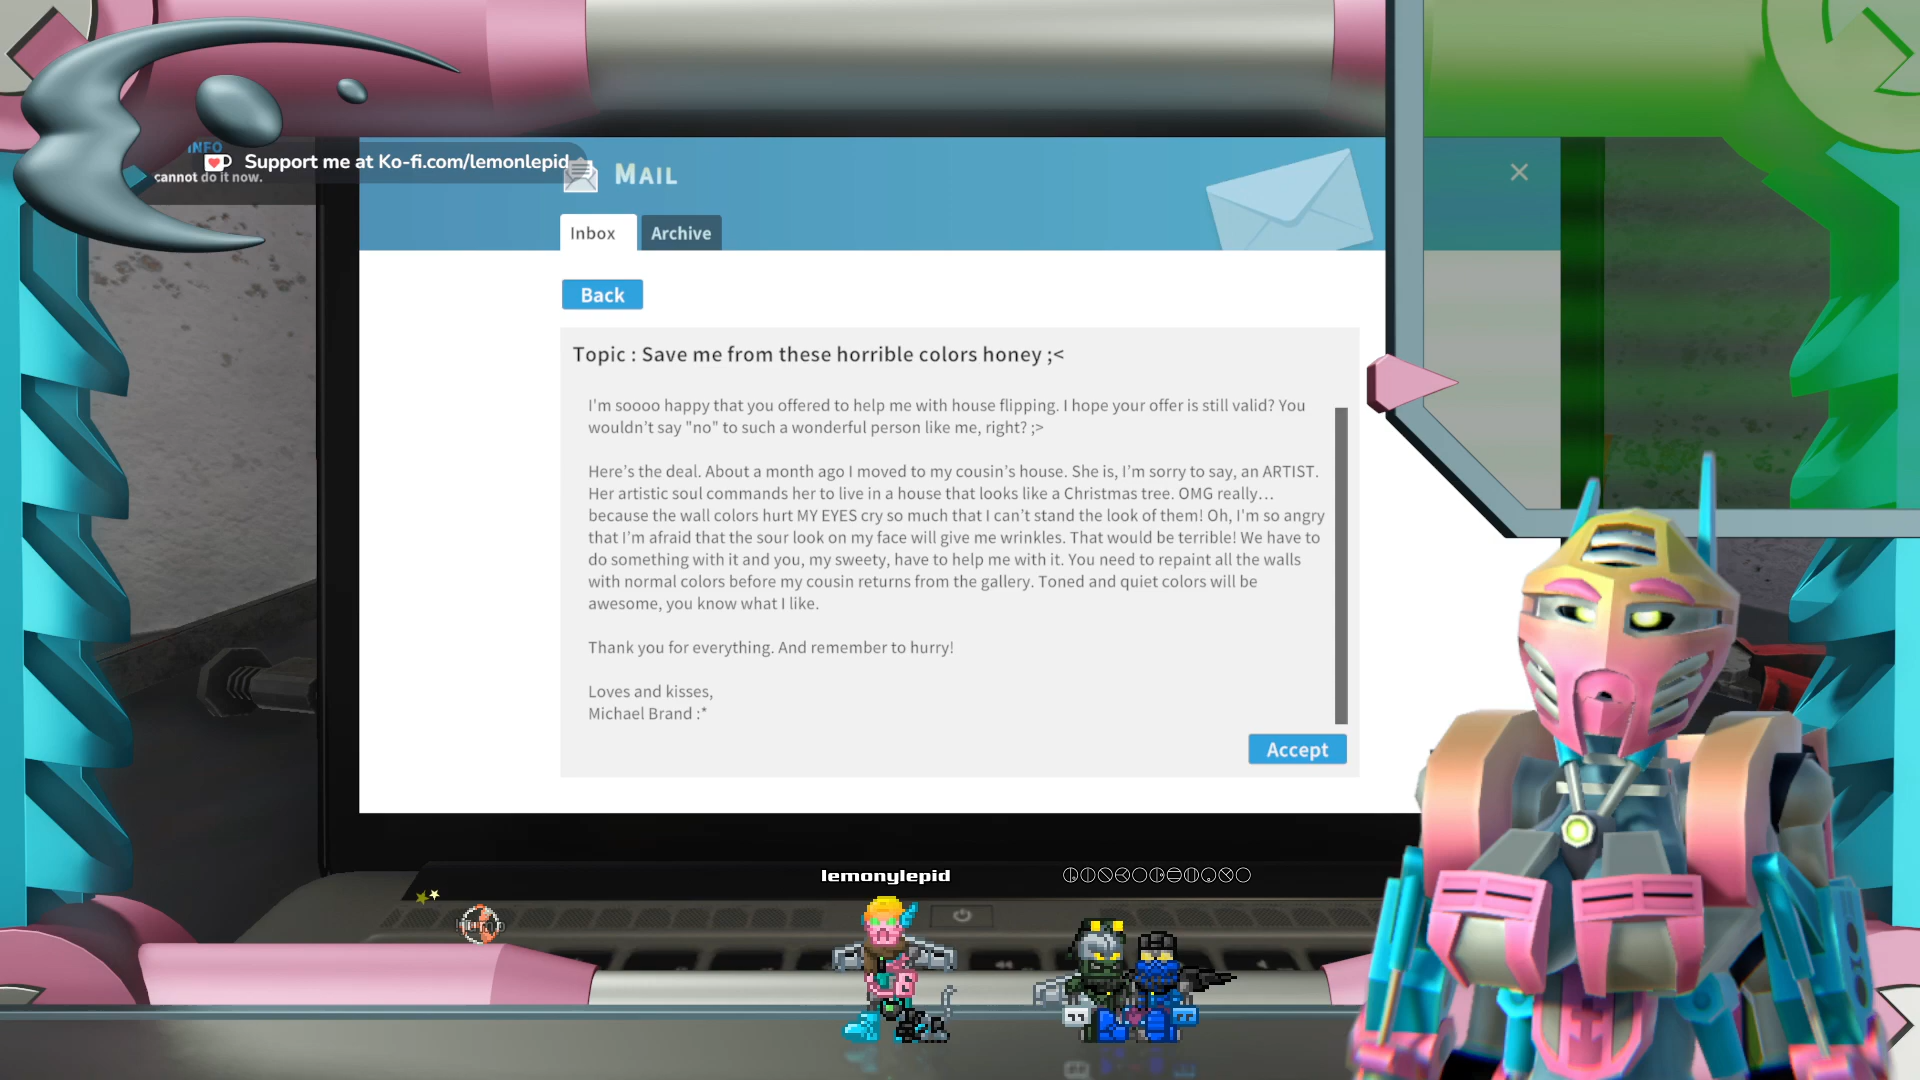 INFO
Support me at Ko-fi.com/lemonlepid
cannot do it now.
MAIL
Inbox
Archive
Back
Topic : Save me from these horrible colors honey ;<
I'm soooo happy that you offered to help me with house flipping. I hope your offer is still valid? You
wouldn't say "no" to such a wonderful person like me, right? ;>
Here's the deal. About a month ago I moved to my cousin's house. She is, I'm sorry to say, an ARTIST.
Her artistic soul commands her to live in a house that looks like a Christmas tree. OMG really…
because the wall colors hurt MY EYES cry so much that I can't stand the look of them! Oh, I'm so angry
that I'm afraid that the sour look on my face will give me wrinkles. That would be terrible! We have to
do something with it and you, my sweety, have to help me with it. You need to repaint all the walls
with normal colors before my cousin returns from the gallery. Toned and quiet colors will be
awesome, you know what I like.
Thank you for everything. And remember to hurry!
Loves and kisses,
Michael Brand :*
Accept
lemonylepid